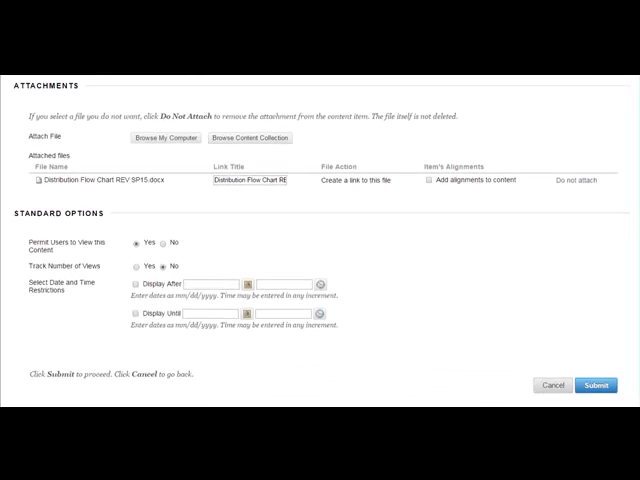 ATTACHMENTS
If you select a file you do not want, click Do Not Attach to remove the attachment from the content item. The file itself is not deleted.
Attach File Browse My Computer Browse Content Collection
Attached files
File Name Link Title File Action Item's Alignments
Distribution Flow Chart REV SP15.docx Distribution Flow Chart RE Create a link to this file Add alignments to content Do not attach
STANDARD OPTIONS
Permit Users to View this Yes No
Content
Track Number of Views Yes No
Select Date and Time Display After
Restrictions
Enter dates as mm/dd/yyyy. Time may be entered in any increment.
Display Until
Enter dates as mm/dd/yyyy. Time may be entered in any increment.
Click Submit to proceed. Click Cancel to go back.
Cancel Submit